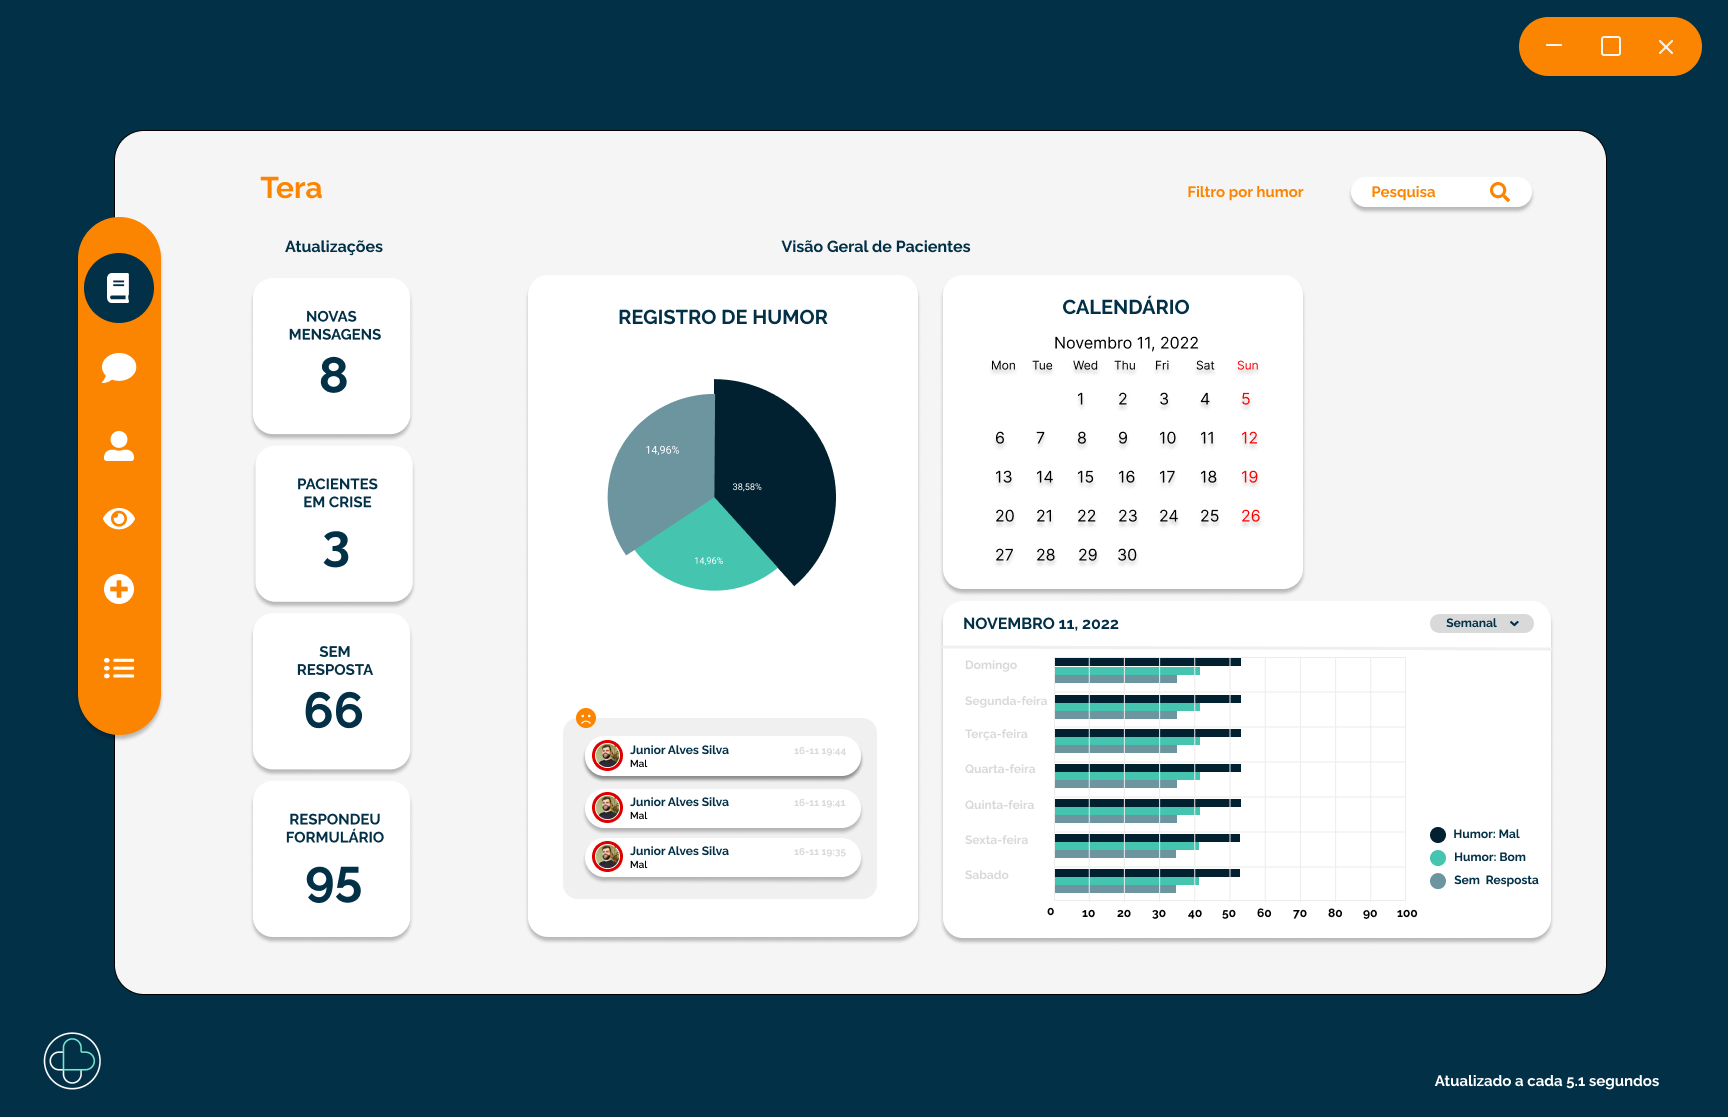 Tera
Filtro por humor
Pesquisa
Atualizações
Visão Geral de Pacientes
NOVAS
MENSAGENS
8
PACIENTES
EM CRISE
3
SEM
RESPOSTA
66
RESPONDEU
FORMULÁRIO
95
REGISTRO DE HUMOR
14,96%
38,58%
14,96%
Junior Alves Silva 16-11 19:44
Mal
Junior Alves Silva 16-11 19:41
Mal
Junior Alves Silva 16-11 19:35
Mal
CALENDÁRIO
Novembro 11, 2022
Mon Tue Wed Thu Fri Sat Sun
1 2 3 4 5
6 7 8 9 10 11 12
13 14 15 16 17 18 19
20 21 22 23 24 25 26
27 28 29 30
NOVEMBRO 11, 2022
Semanal
Domingo
Segunda-feira
Terça-feira
Quarta-feira
Quinta-feira
Sexta-feira
Sabado
0 10 20 30 40 50 60 70 80 90 100
Humor: Mal
Humor: Bom
Sem Resposta
Atualizado a cada 5.1 segundos